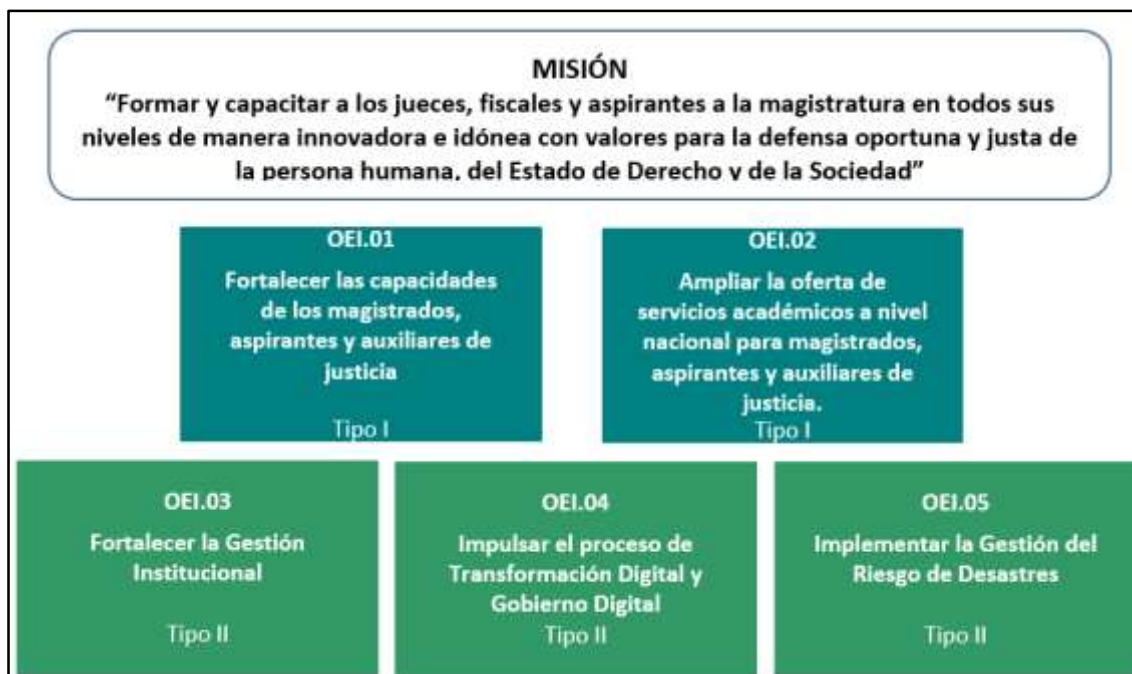 MISIÓN
“Formar y capacitar a los jueces, fiscales y aspirantes a la magistratura en todos sus
niveles de manera innovadora e idónea con valores para la defensa oportuna y justa de
la persona humana, del Estado de Derecho y de la Sociedad”
OEI.01
Fortalecer las capacidades
de los magistrados,
aspirantes y auxiliares de
justicia
Tipo I
OEI.02
Ampliar la oferta de
servicios académicos a nivel
nacional para magistrados,
aspirantes y auxiliares de
justicia.
Tipo I
OEI.03
Fortalecer la Gestión
Institucional
Tipo II
OEI.04
Impulsar el proceso de
Transformación Digital y
Gobierno Digital
Tipo II
OEI.05
Implementar la Gestión del
Riesgo de Desastres
Tipo II